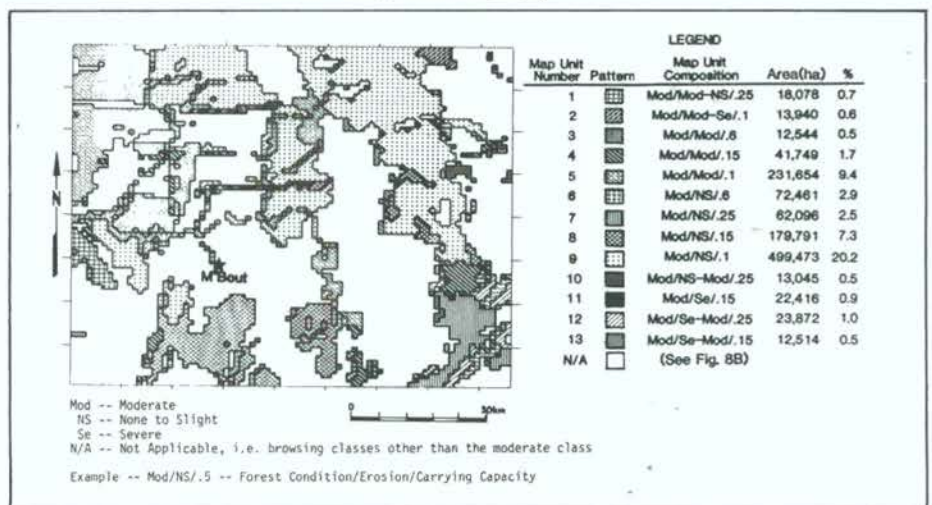 LEGEND
Map Unit Number Pattern Map Unit Composition Area(ha) %
1 Mod/Mod-NS/.25 18,078 0.7
2 Mod/Mod-Se/.1 13,940 0.6
3 Mod/Mod/.6 12,544 0.5
4 Mod/Mod/.15 41,749 1.7
5 Mod/Mod/.1 231,654 9.4
6 Mod/NS/.6 72,461 2.9
7 Mod/NS/.25 62,096 2.5
8 Mod/NS/.15 179,791 7.3
9 Mod/NS/.1 499,473 20.2
10 Mod/NS-Mod/.25 13,045 0.5
11 Mod/Se/.15 22,416 0.9
12 Mod/Se-Mod/.25 23,872 1.0
13 Mod/Se-Mod/.15 12,514 0.5
N/A (See Fig. 8B)
N
M'Bout
0 30km
Mod -- Moderate
NS -- None to Slight
Se -- Severe
N/A -- Not Applicable, i.e. browsing classes other than the moderate class
Example -- Mod/NS/.5 -- Forest Condition/Erosion/Carrying Capacity